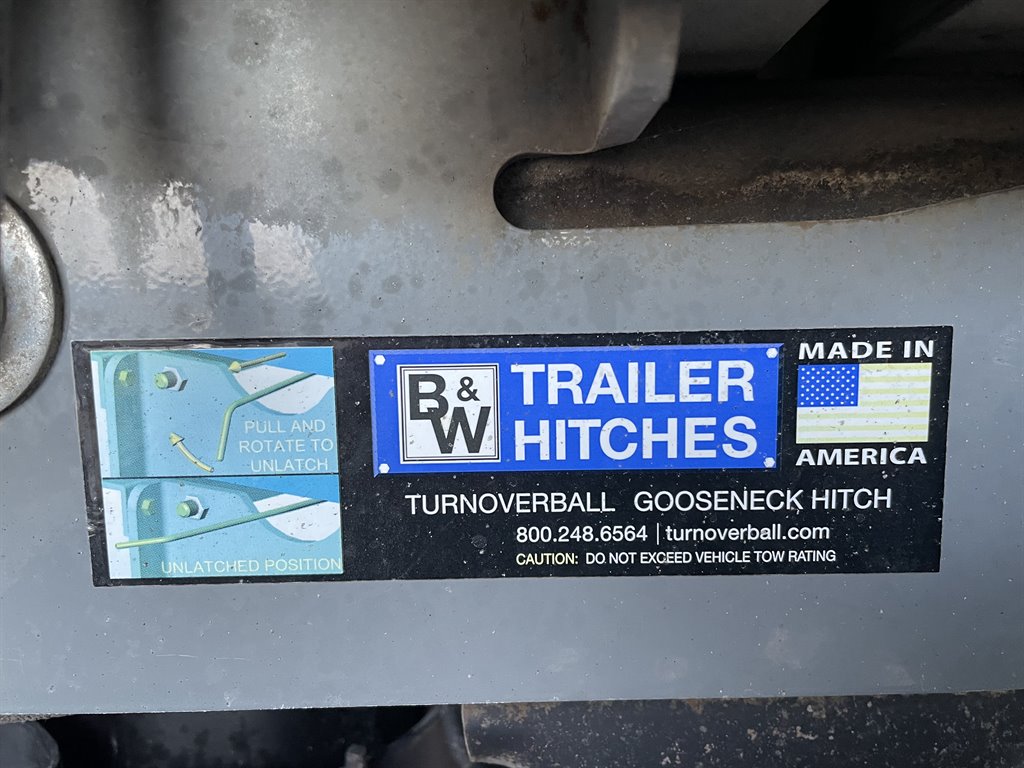 PULL AND
ROTATE TO
UNLATCH
UNLATCHED POSITION
B&W
TRAILER
HITCHES
MADE IN
AMERICA
TURNOVERBALL GOOSENECK HITCH
800.248.6564 | turnoverball.com
CAUTION: DO NOT EXCEED VEHICLE TOW RATING